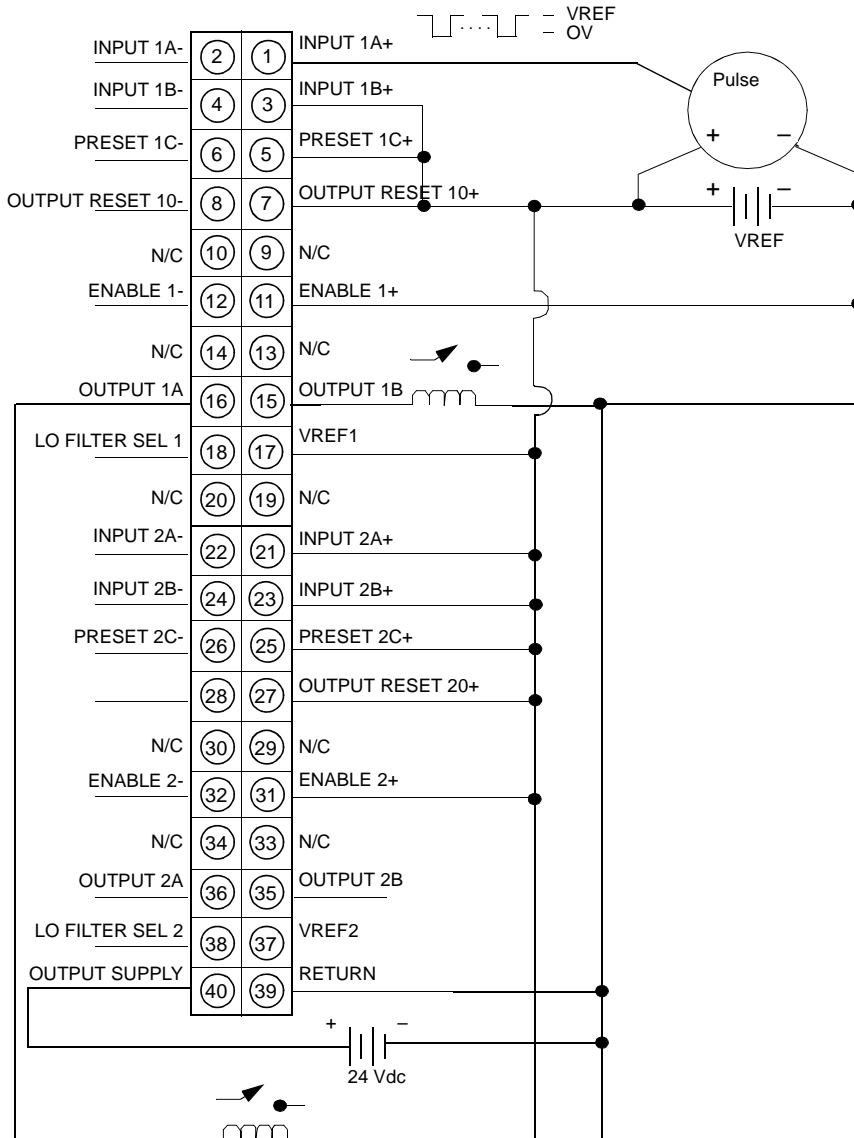 VREF
OV
INPUT 1A- 2 1 INPUT 1A+
Pulse
+ −
INPUT 1B- 4 3 INPUT 1B+
PRESET 1C- 6 5 PRESET 1C+
OUTPUT RESET 10- 8 7 OUTPUT RESET 10+
+ −
VREF
N/C 10 9 N/C
ENABLE 1- 12 11 ENABLE 1+
N/C 14 13 N/C
OUTPUT 1A 16 15 OUTPUT 1B
LO FILTER SEL 1 18 17 VREF1
N/C 20 19 N/C
INPUT 2A- 22 21 INPUT 2A+
INPUT 2B- 24 23 INPUT 2B+
PRESET 2C- 26 25 PRESET 2C+
28 27 OUTPUT RESET 20+
N/C 30 29 N/C
ENABLE 2- 32 31 ENABLE 2+
N/C 34 33 N/C
OUTPUT 2A 36 35 OUTPUT 2B
LO FILTER SEL 2 38 37 VREF2
OUTPUT SUPPLY 40 39 RETURN
+ −
24 Vdc